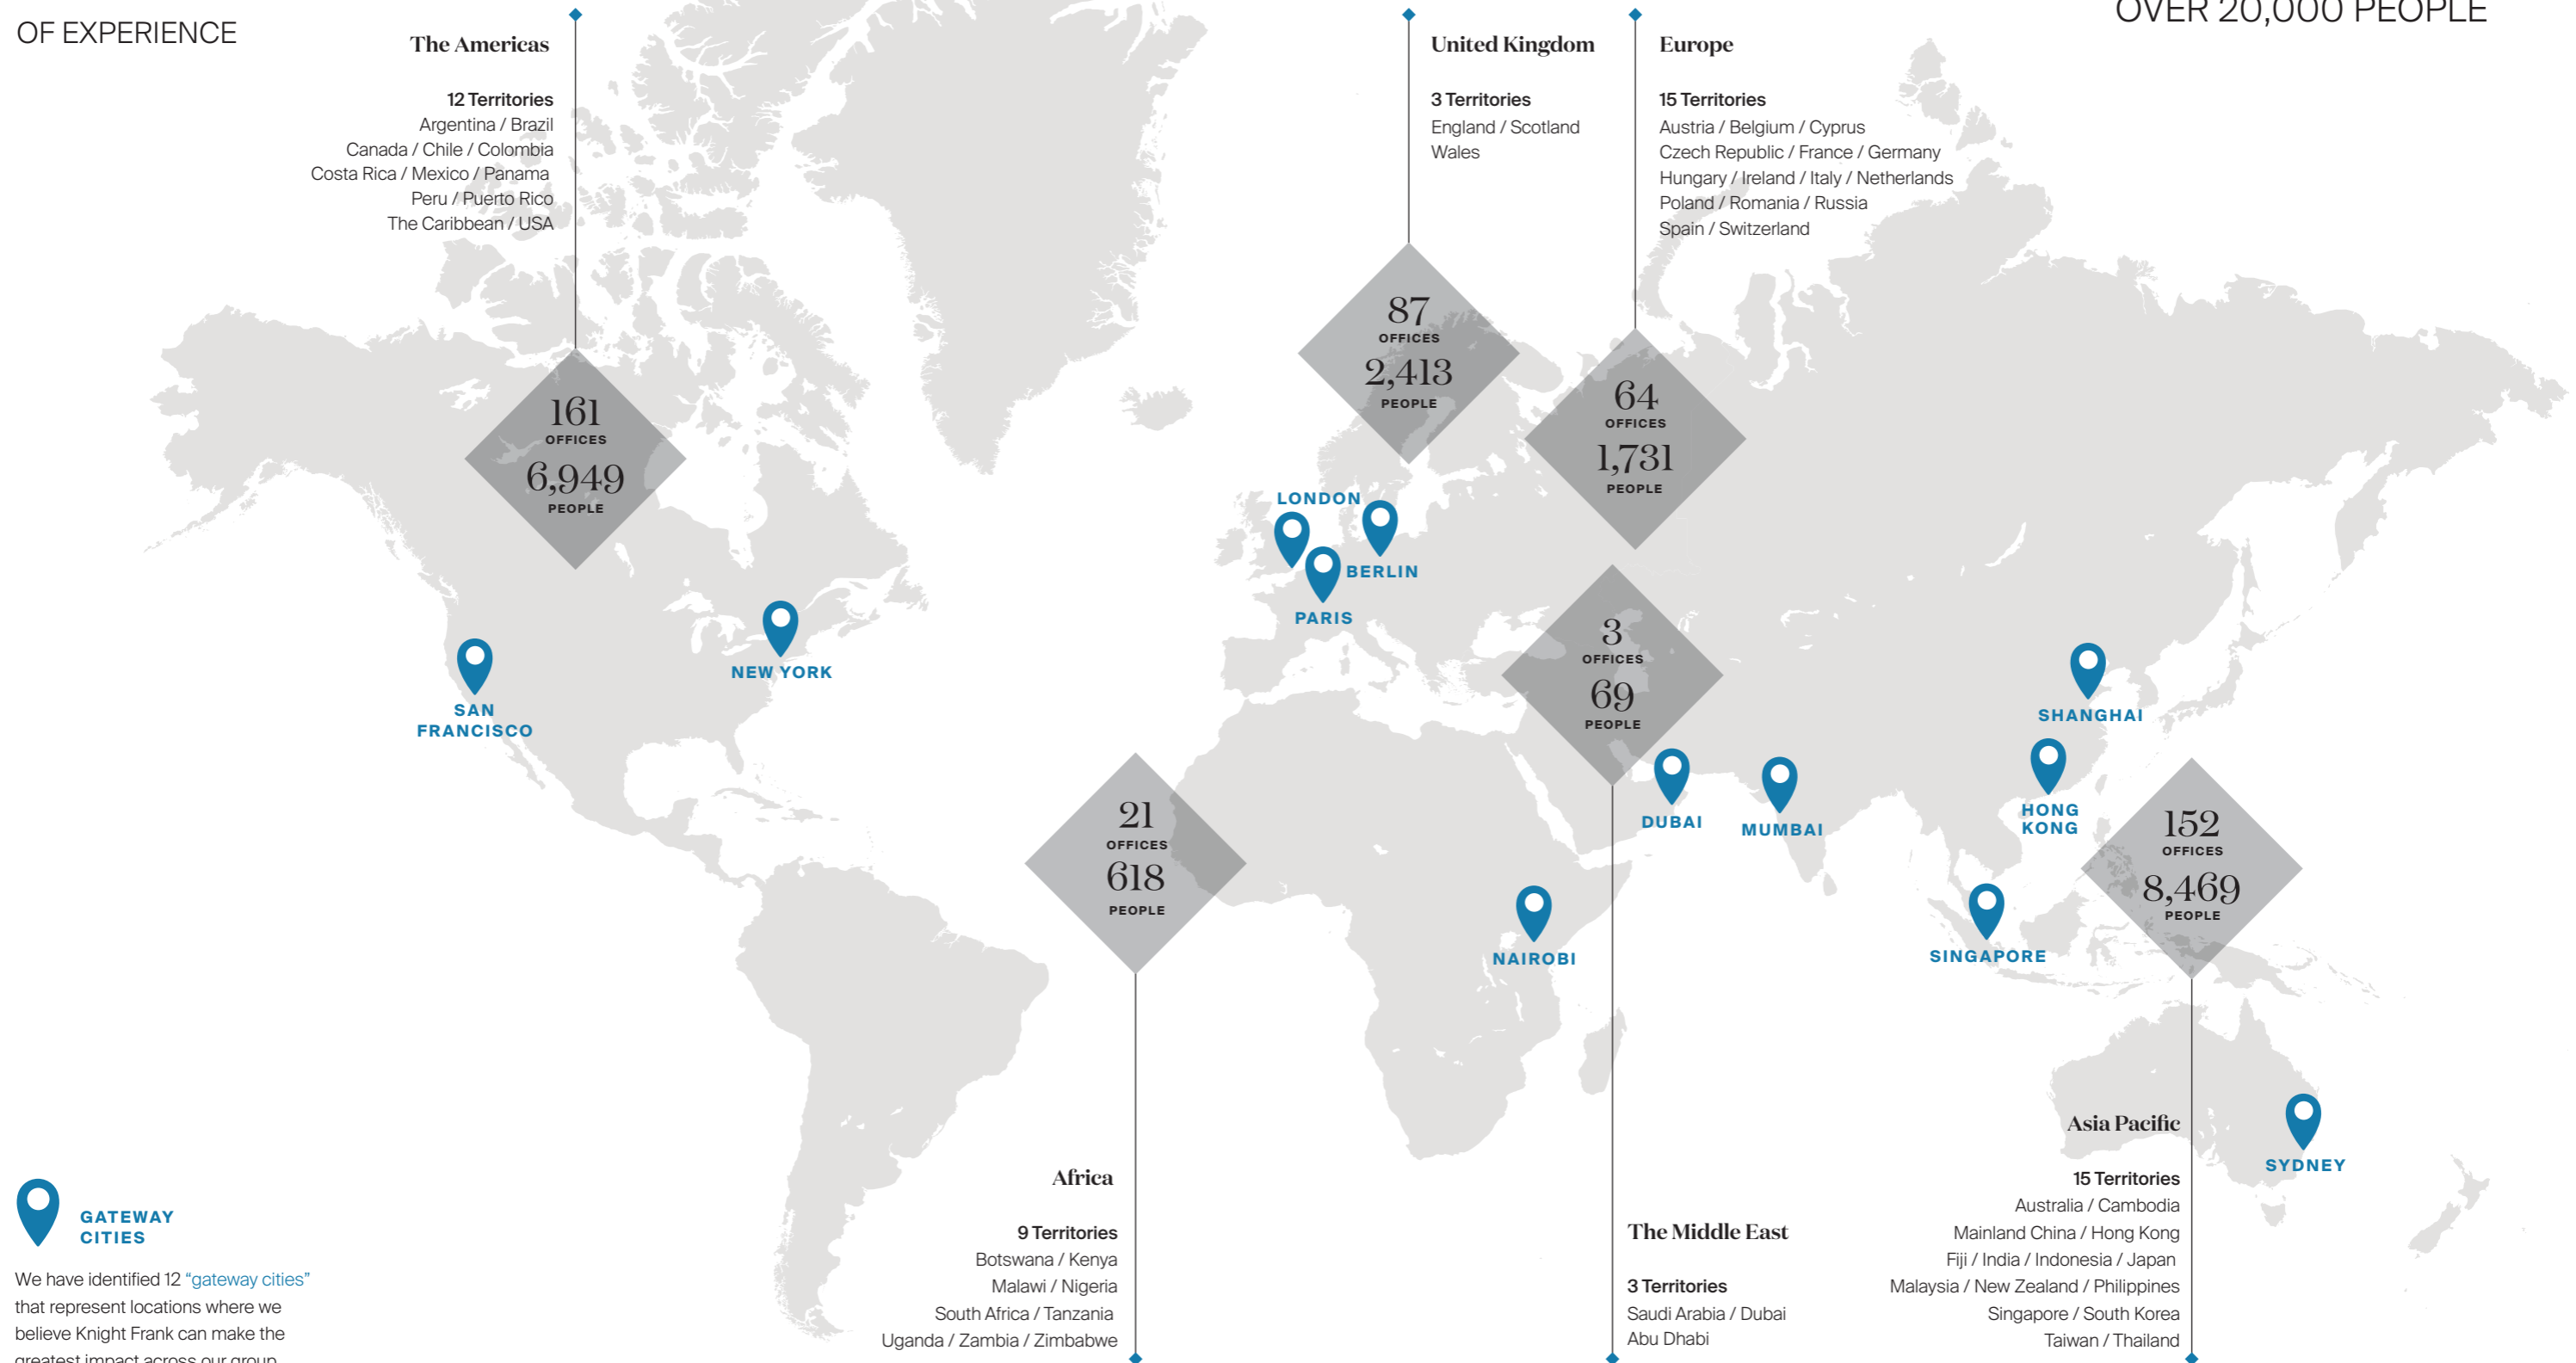 OF EXPERIENCE
OVER 20,000 PEOPLE
The Americas
12 Territories
Argentina / Brazil
Canada / Chile / Colombia
Costa Rica / Mexico / Panama
Peru / Puerto Rico
The Caribbean / USA
161
OFFICES
6,949
PEOPLE
United Kingdom
3 Territories
England / Scotland
Wales
87
OFFICES
2,413
PEOPLE
Europe
15 Territories
Austria / Belgium / Cyprus
Czech Republic / France / Germany
Hungary / Ireland / Italy / Netherlands
Poland / Romania / Russia
Spain / Switzerland
64
OFFICES
1,731
PEOPLE
LONDON
BERLIN
PARIS
NEW YORK
SAN
FRANCISCO
3
OFFICES
69
PEOPLE
SHANGHAI
HONG
KONG
DUBAI
MUMBAI
21
OFFICES
618
PEOPLE
152
OFFICES
8,469
PEOPLE
NAIROBI
SINGAPORE
SYDNEY
GATEWAY
CITIES
We have identified 12 “gateway cities”
that represent locations where we
believe Knight Frank can make the
greatest impact across our group
Africa
9 Territories
Botswana / Kenya
Malawi / Nigeria
South Africa / Tanzania
Uganda / Zambia / Zimbabwe
The Middle East
3 Territories
Saudi Arabia / Dubai
Abu Dhabi
Asia Pacific
15 Territories
Australia / Cambodia
Mainland China / Hong Kong
Fiji / India / Indonesia / Japan
Malaysia / New Zealand / Philippines
Singapore / South Korea
Taiwan / Thailand